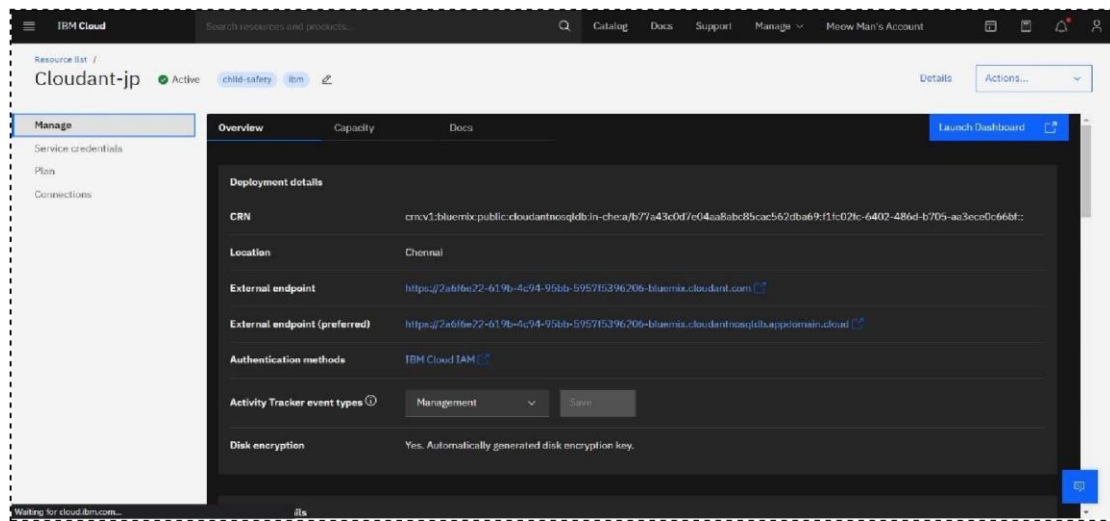 IBM Cloud Search resources and products... Catalog Docs Support Manage Meow Man's Account
Resource list /
Cloudant-jp Active child-safety ibm Details Actions...
Manage
Service credentials
Plan
Connections
Overview Capacity Docs Launch Dashboard
Deployment details
CRN crn:v1:bluemix:public:cloudantnosqldb:in-che:a/b77a43c0d7e04aa8abc85cac562dba69:f1fc02fc-6402-486d-b705-aa3ece0c66bf::
Location Chennai
External endpoint https://2a6f6e22-619b-4c94-95bb-5957f5396206-bluemix.cloudant.com
External endpoint (preferred) https://2a6f6e22-619b-4c94-95bb-5957f5396206-bluemix.cloudantnosqldb.appdomain.cloud
Authentication methods IBM Cloud IAM
Activity Tracker event types Management Save
Disk encryption Yes. Automatically generated disk encryption key.
Waiting for cloud.ibm.com... ils